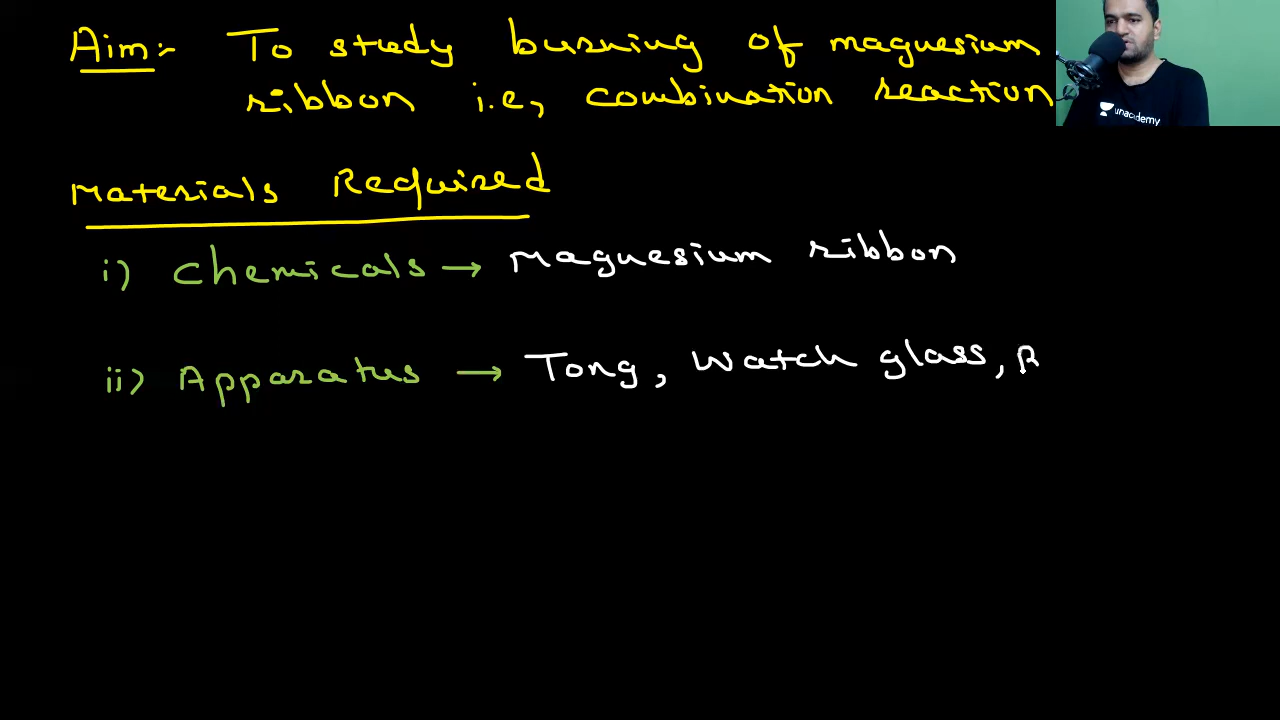 Aim:- To study burning of magnesium
ribbon i.e, combination reaction
unacademy
Materials Required
i) Chemicals → Magnesium ribbon
ii) Apparatus → Tong, Watch glass, B